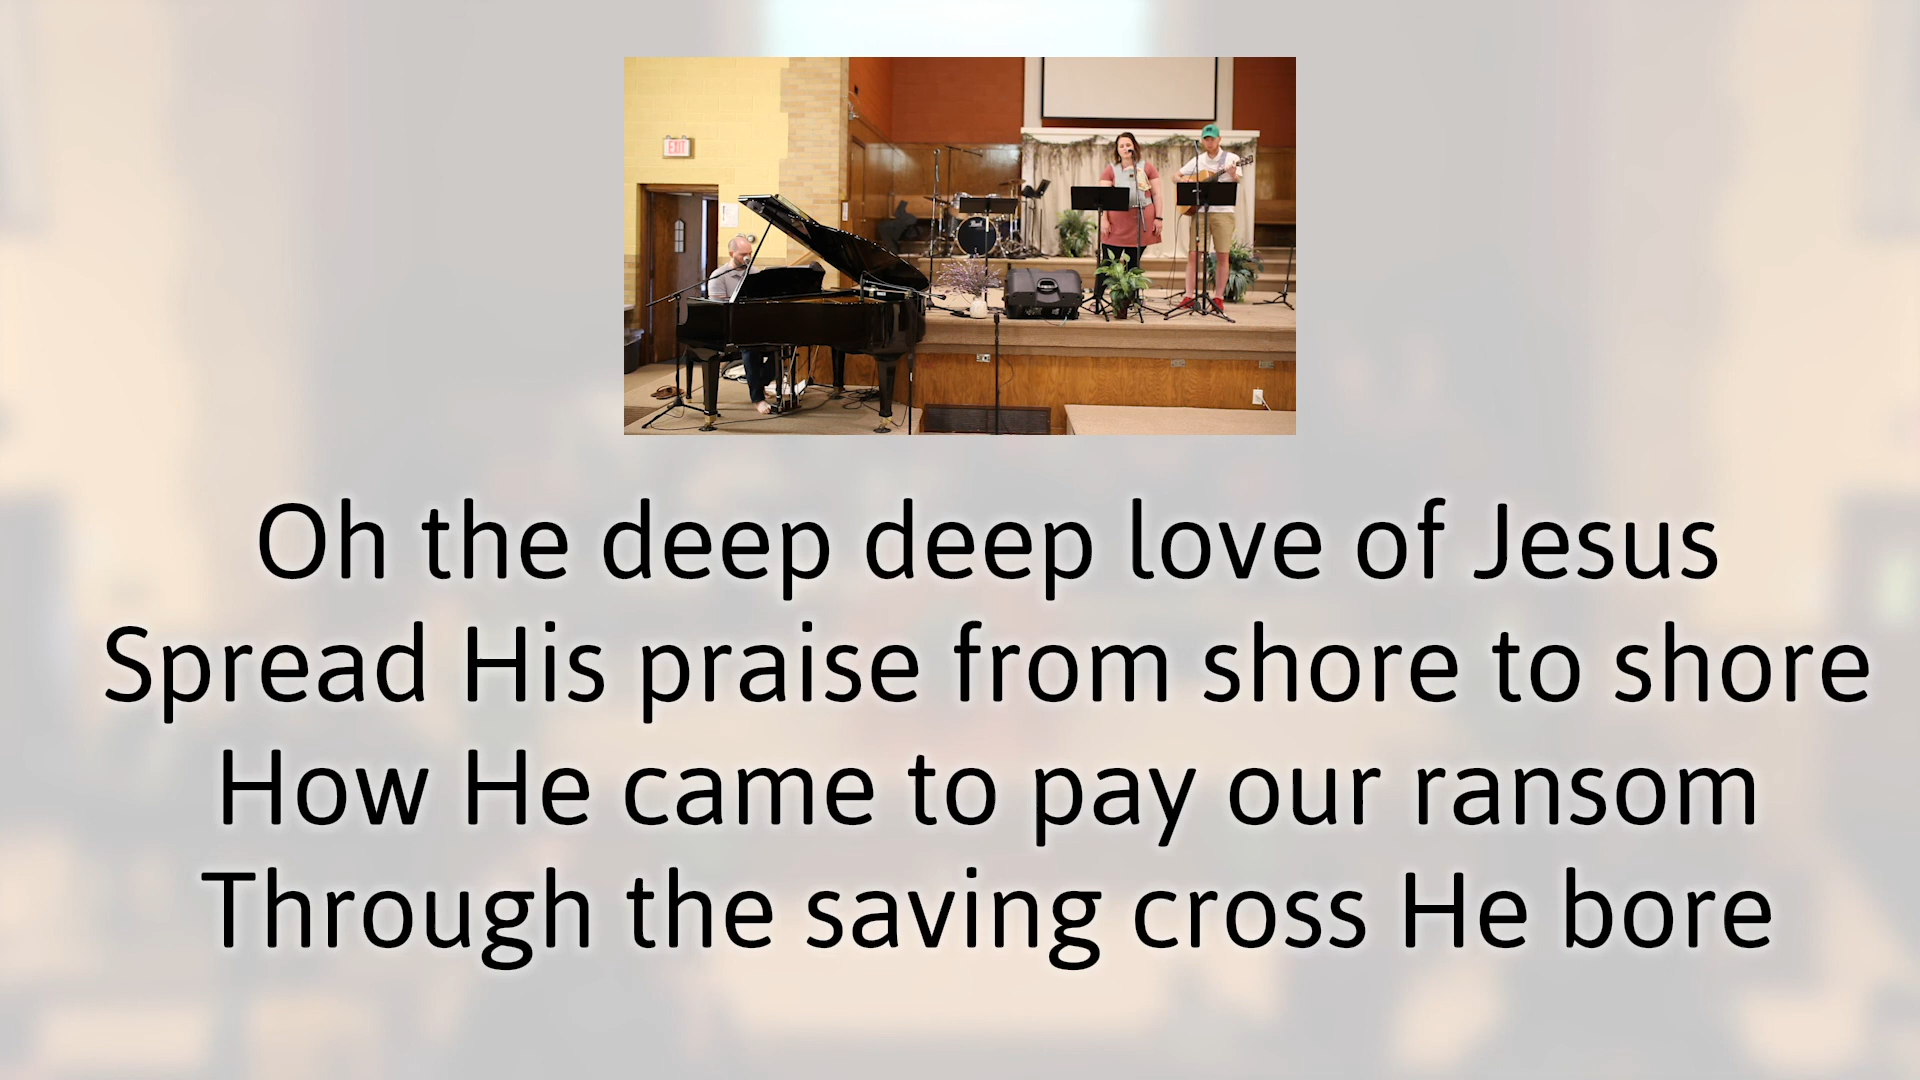 EXIT
Oh the deep deep love of Jesus
Spread His praise from shore to shore
How He came to pay our ransom
Through the saving cross He bore